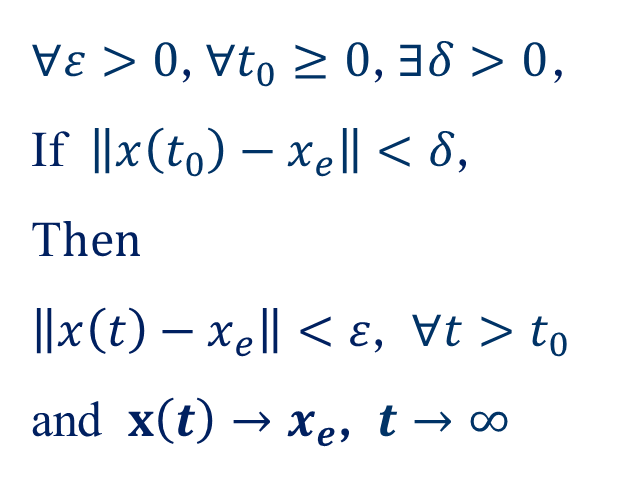 ∀ε > 0, ∀t₀ ≥ 0, ∃δ > 0,
If ‖x(t₀) − xₑ‖ < δ,
Then
‖x(t) − xₑ‖ < ε, ∀t > t₀
and x(t) → xₑ, t → ∞